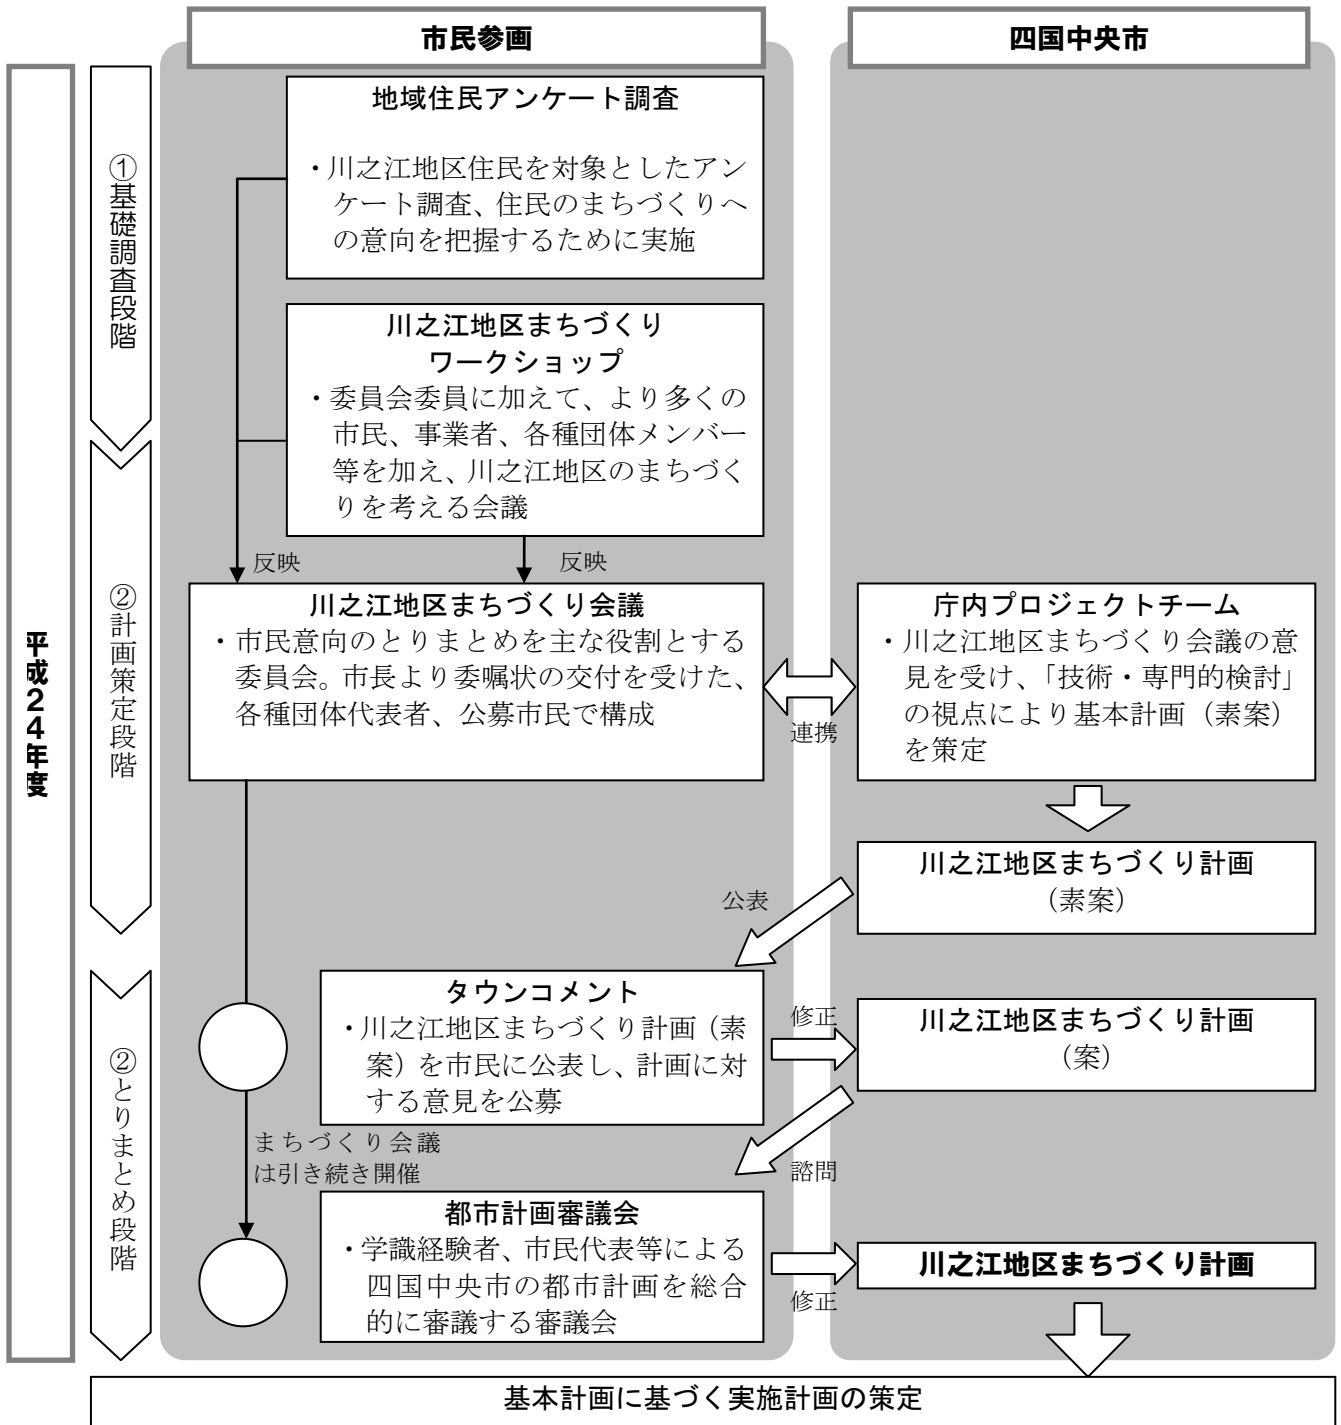 市民参画
四国中央市
平成24年度
①基礎調査段階
地域住民アンケート調査
・川之江地区住民を対象としたアン
ケート調査、住民のまちづくりへ
の意向を把握するために実施
川之江地区まちづくり
ワークショップ
・委員会委員に加えて、より多くの
市民、事業者、各種団体メンバー
等を加え、川之江地区のまちづく
りを考える会議
反映
反映
②計画策定段階
川之江地区まちづくり会議
・市民意向のとりまとめを主な役割とする
委員会。市長より委嘱状の交付を受けた、
各種団体代表者、公募市民で構成
連携
庁内プロジェクトチーム
・川之江地区まちづくり会議の意
見を受け、「技術・専門的検討」
の視点により基本計画（素案）
を策定
川之江地区まちづくり計画
（素案）
公表
②とりまとめ段階
タウンコメント
・川之江地区まちづくり計画（素
案）を市民に公表し、計画に対
する意見を公募
修正
川之江地区まちづくり計画
（案）
まちづくり会議
は引き続き開催
諮問
都市計画審議会
・学識経験者、市民代表等による
四国中央市の都市計画を総合
的に審議する審議会
修正
川之江地区まちづくり計画
基本計画に基づく実施計画の策定